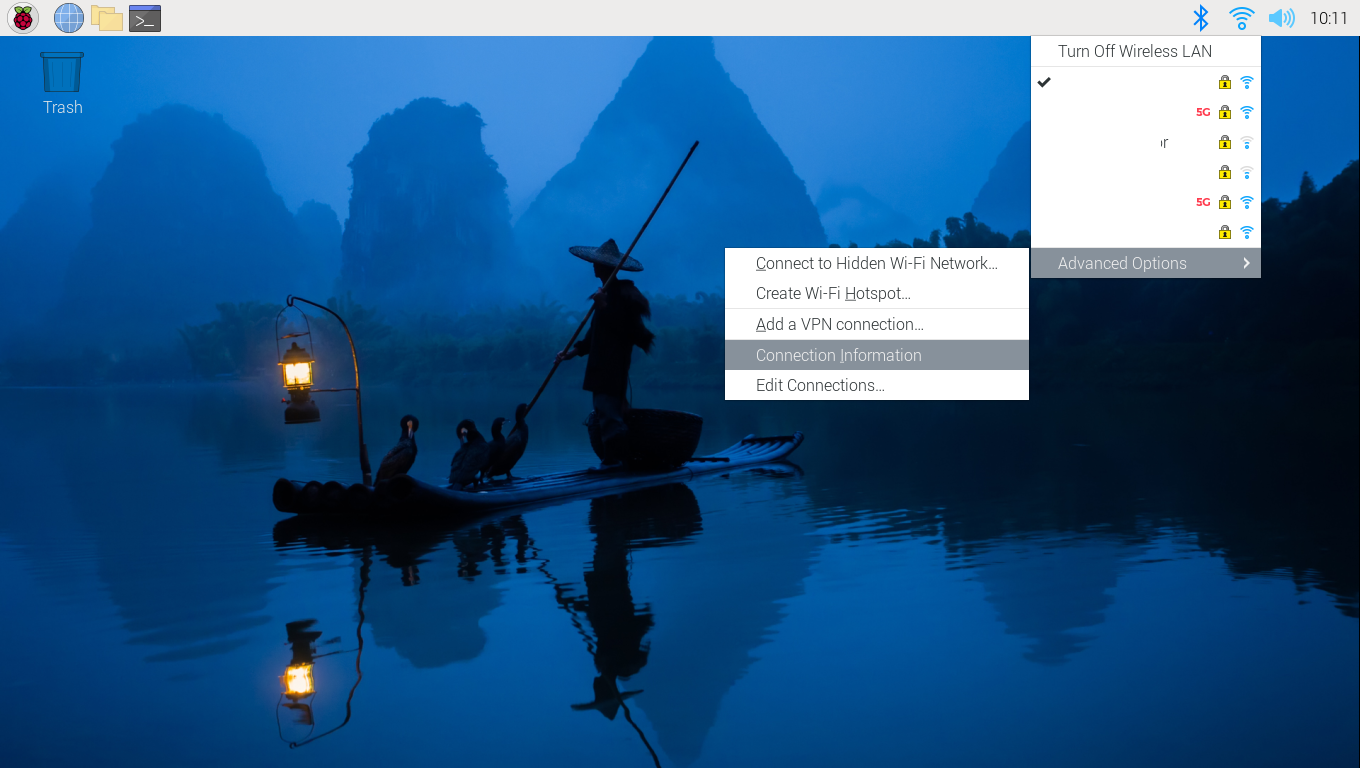 10:11
Trash
Turn Off Wireless LAN
5G
5G
Advanced Options
Connect to Hidden Wi-Fi Network...
Create Wi-Fi Hotspot...
Add a VPN connection...
Connection Information
Edit Connections...